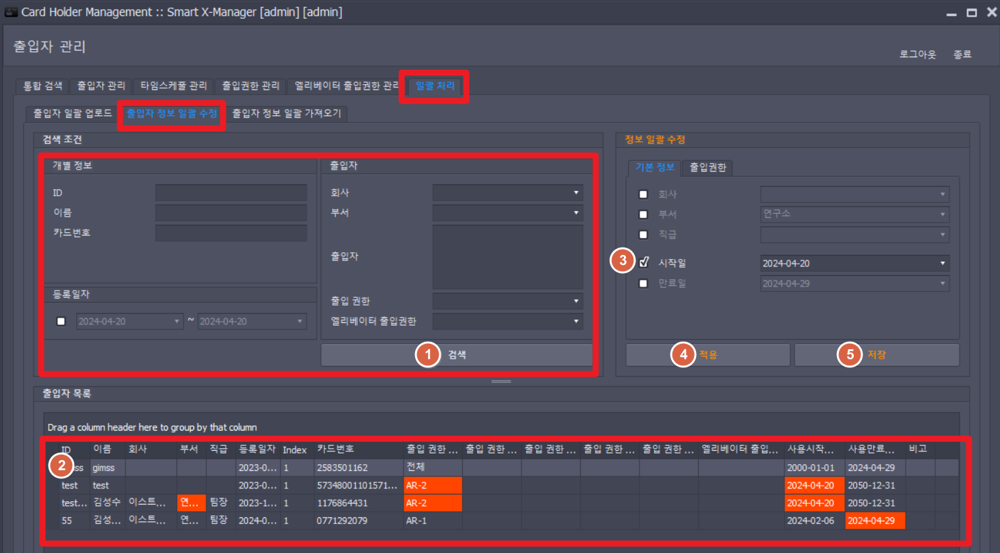 Card Holder Management :: Smart X-Manager [admin] [admin]
출입자 관리
로그아웃 종료
통합 검색 출입자 관리 타임스케줄 관리 출입권한 관리 엘리베이터 출입권한 관리 일괄 처리
출입자 일괄 업로드 출입자 정보 일괄 수정 출입자 정보 일괄 가져오기
검색 조건
개별 정보
ID
이름
카드번호
등록일자
2024-04-20 ~ 2024-04-20
출입자
회사
부서
출입자
출입 권한
엘리베이터 출입권한
1 검색
정보 일괄 수정
기본 정보 출입권한
회사
부서 연구소
직급
3 시작일 2024-04-20
만료일 2024-04-29
4 적용 5 저장
출입자 목록
Drag a column header here to group by that column
ID 이름 회사 부서 직급 등록일자 Index 카드번호 출입 권한 ... 출입 권한 ... 출입 권한 ... 출입 권한 ... 출입 권한 ... 엘리베이터 출입... 사용시작... 사용만료... 비고
2 ss gimss 2023-0... 1 2583501162 전체 2000-01-01 2024-04-29
test test 2023-0... 1 57348001101571... AR-2 2024-04-20 2050-12-31
test... 김성수 이스트... 연... 팀장 2023-1... 1 1176864431 AR-2 2024-04-20 2050-12-31
55 김성... 이스트... 연... 팀장 2024-0... 1 0771292079 AR-1 2024-02-06 2024-04-29